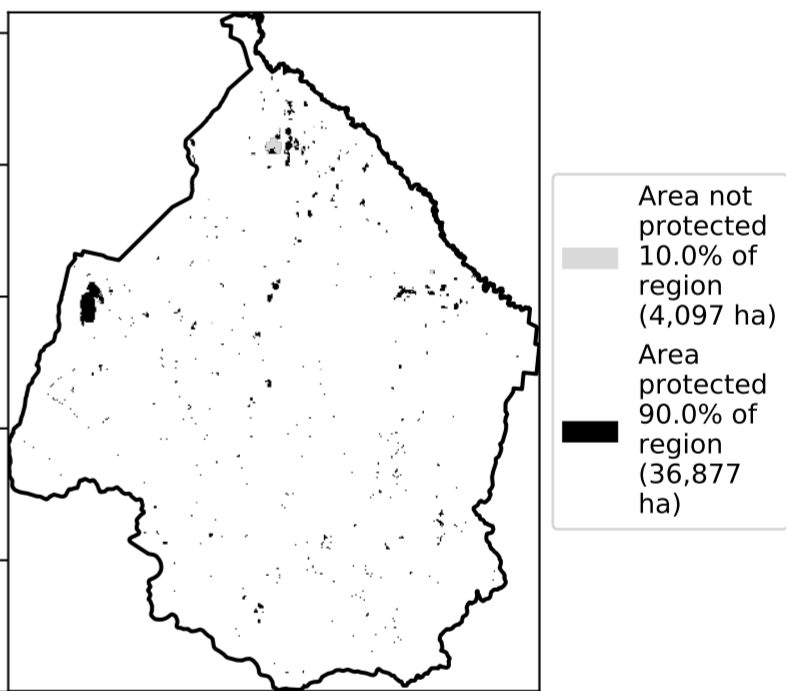 Area not
protected
10.0% of
region
(4,097 ha)
Area
protected
90.0% of
region
(36,877
ha)